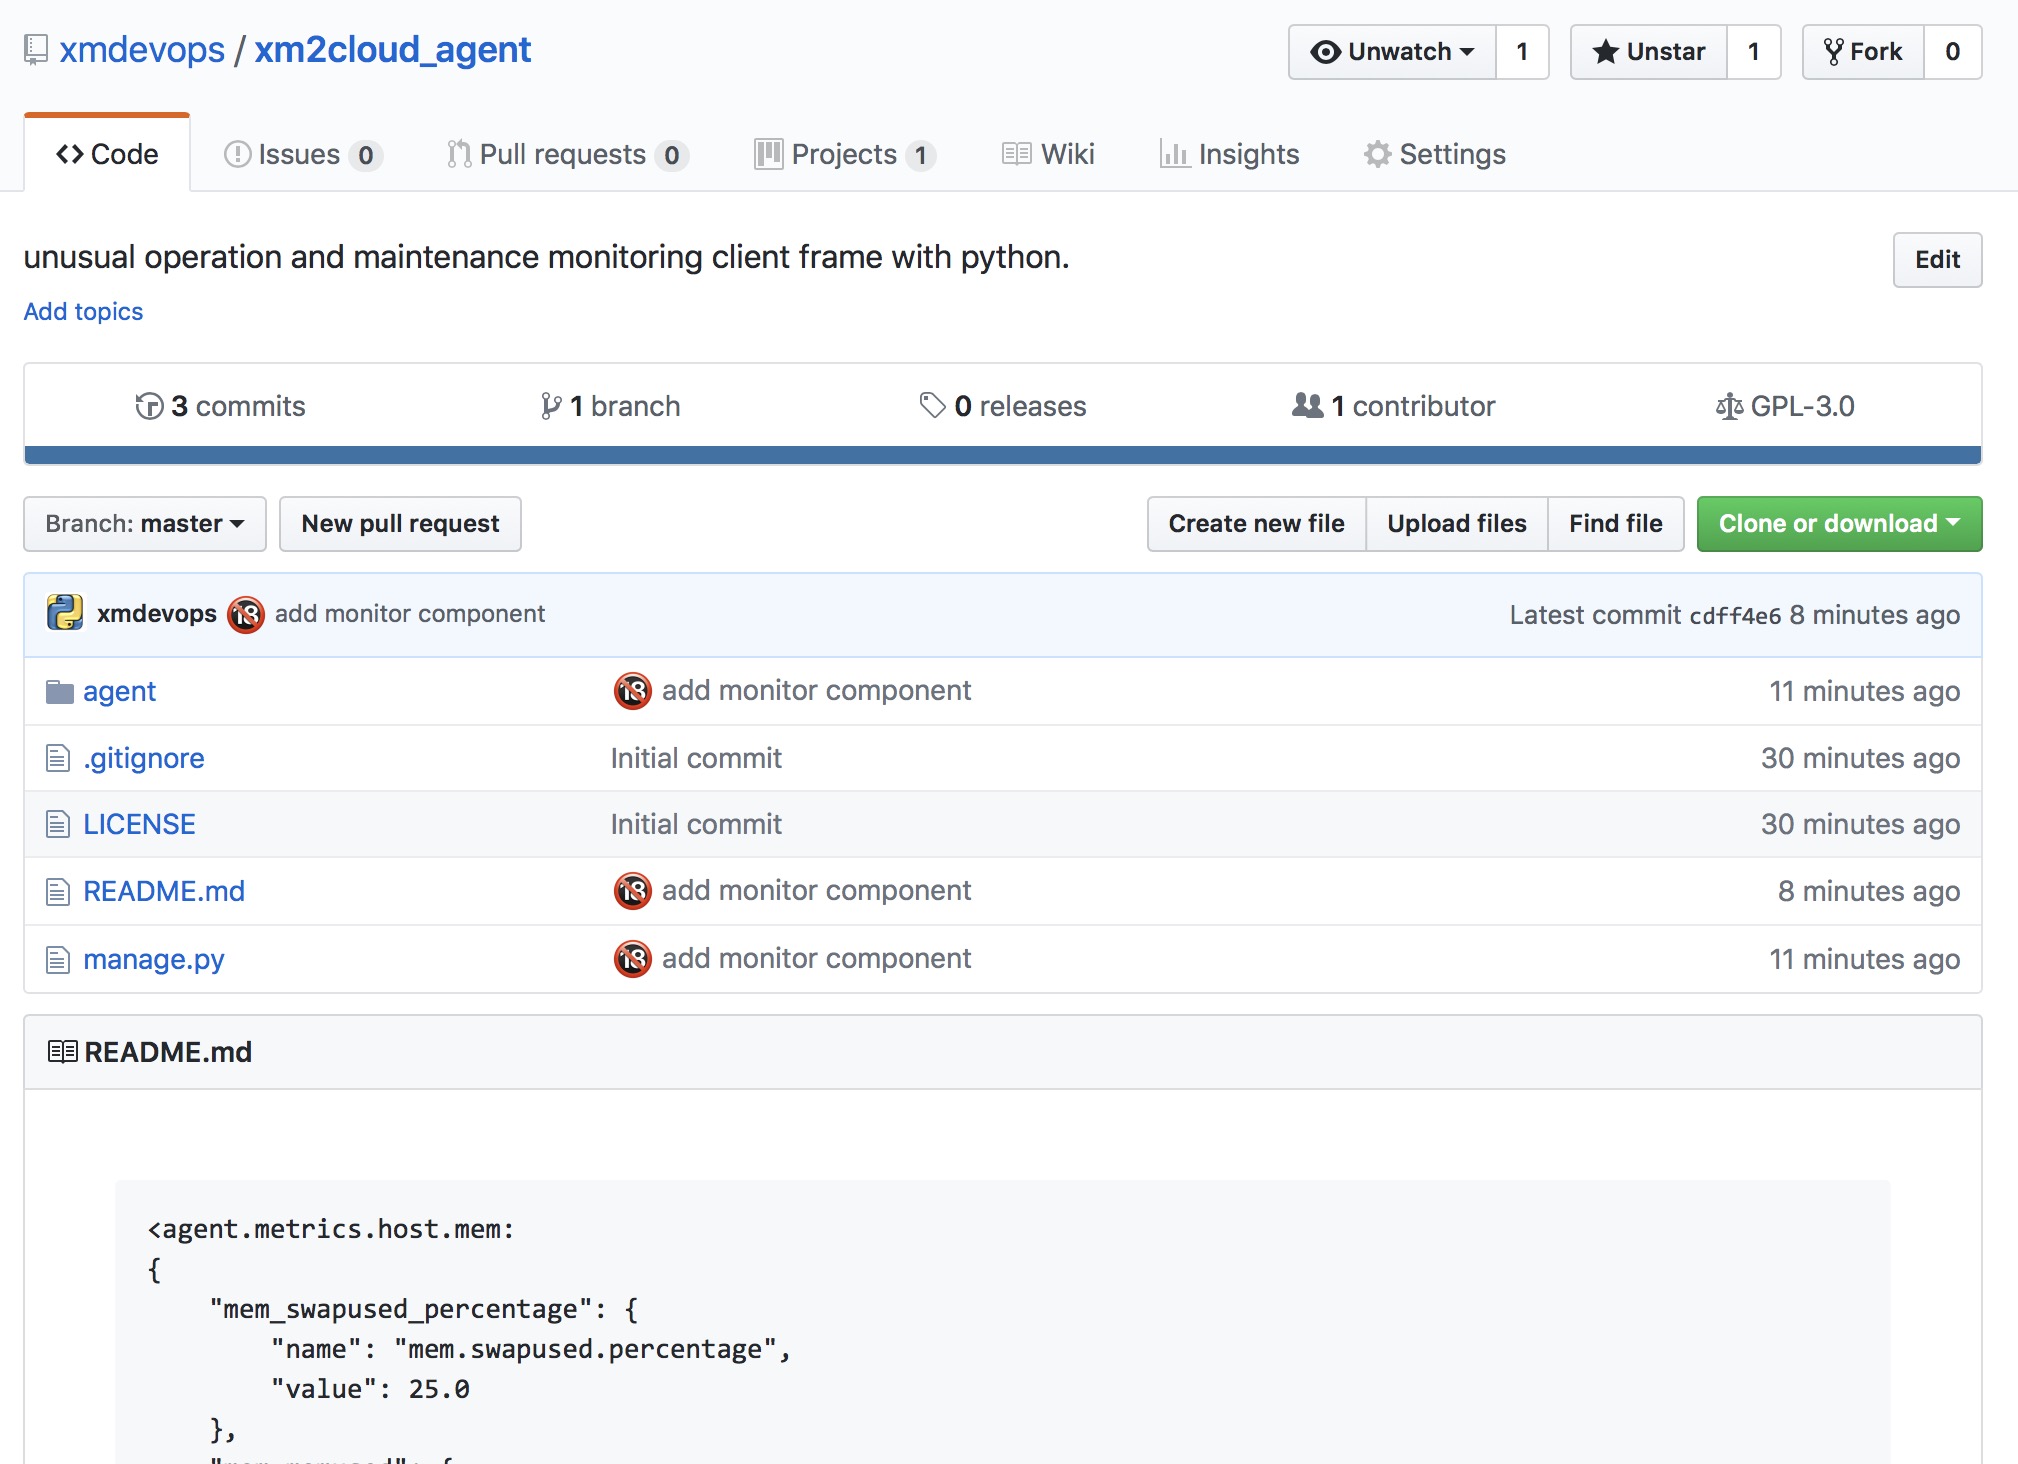 xmdevops / xm2cloud_agent
Unwatch 1 Unstar 1 Fork 0
Code Issues 0 Pull requests 0 Projects 1 Wiki Insights Settings
unusual operation and maintenance monitoring client frame with python.
Edit
Add topics
3 commits 1 branch 0 releases 1 contributor GPL-3.0
Branch: master New pull request Create new file Upload files Find file Clone or download
xmdevops 🔞 add monitor component Latest commit cdff4e6 8 minutes ago
agent 🔞 add monitor component 11 minutes ago
.gitignore Initial commit 30 minutes ago
LICENSE Initial commit 30 minutes ago
README.md 🔞 add monitor component 8 minutes ago
manage.py 🔞 add monitor component 11 minutes ago
README.md
<agent.metrics.host.mem:
{
"mem_swapused_percentage": {
"name": "mem.swapused.percentage",
"value": 25.0
},